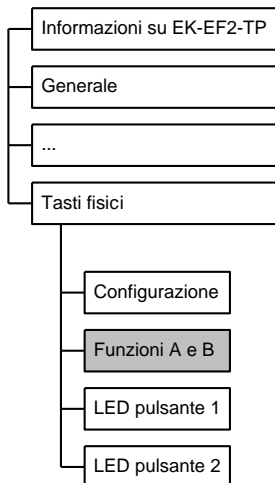 Informazioni su EK-EF2-TP
Generale
...
Tasti fisici
Configurazione
Funzioni A e B
LED pulsante 1
LED pulsante 2